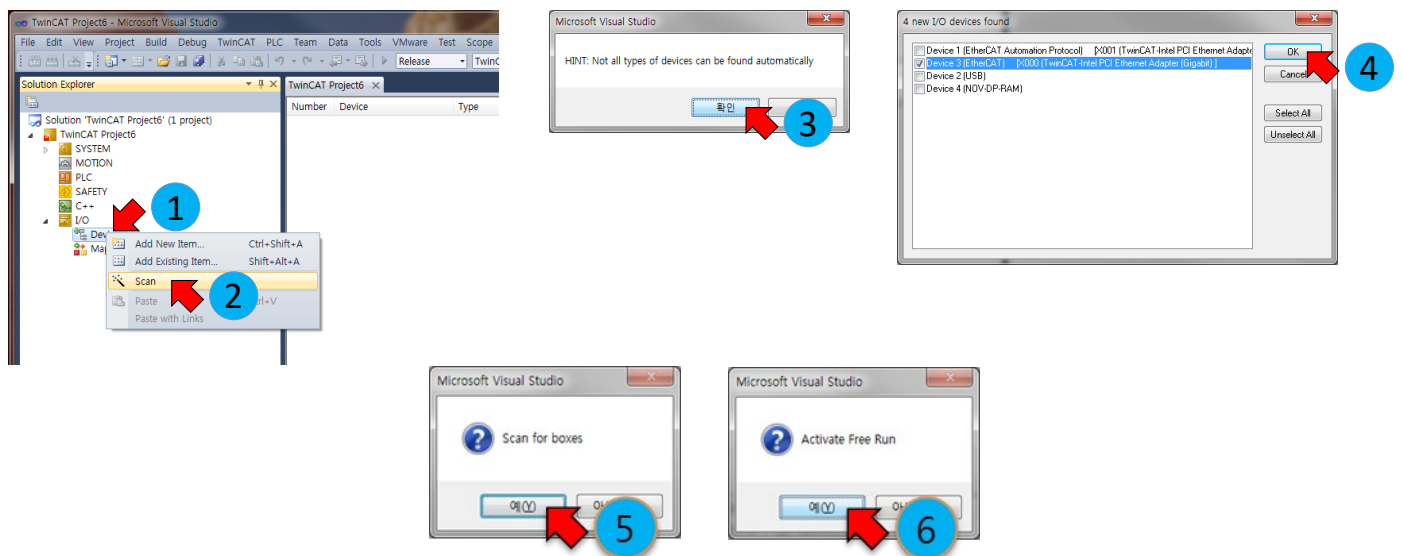 TwinCAT Project6 - Microsoft Visual Studio
File Edit View Project Build Debug TwinCAT PLC Team Data Tools VMware Test Scope
Release
Solution Explorer
TwinCAT Project6
Number Device Type
Solution 'TwinCAT Project6' (1 project)
TwinCAT Project6
SYSTEM
MOTION
PLC
SAFETY
C++
I/O
1
Add New Item... Ctrl+Shift+A
Add Existing Item... Shift+Alt+A
Scan
2
Paste
Paste with Links
Microsoft Visual Studio
HINT: Not all types of devices can be found automatically
확인
3
4 new I/O devices found
Device 1 (EtherCAT Automation Protocol) [X001 (TwinCAT-Intel PCI Ethernet Adapte
Device 3 (EtherCAT) [X000 (TwinCAT-Intel PCI Ethernet Adapter (Gigabit) ]
Device 2 (USB)
Device 4 (NOV-DP-RAM)
OK
4
Cancel
Select All
Unselect All
Microsoft Visual Studio
Scan for boxes
예(Y)
5
Microsoft Visual Studio
Activate Free Run
예(Y)
6